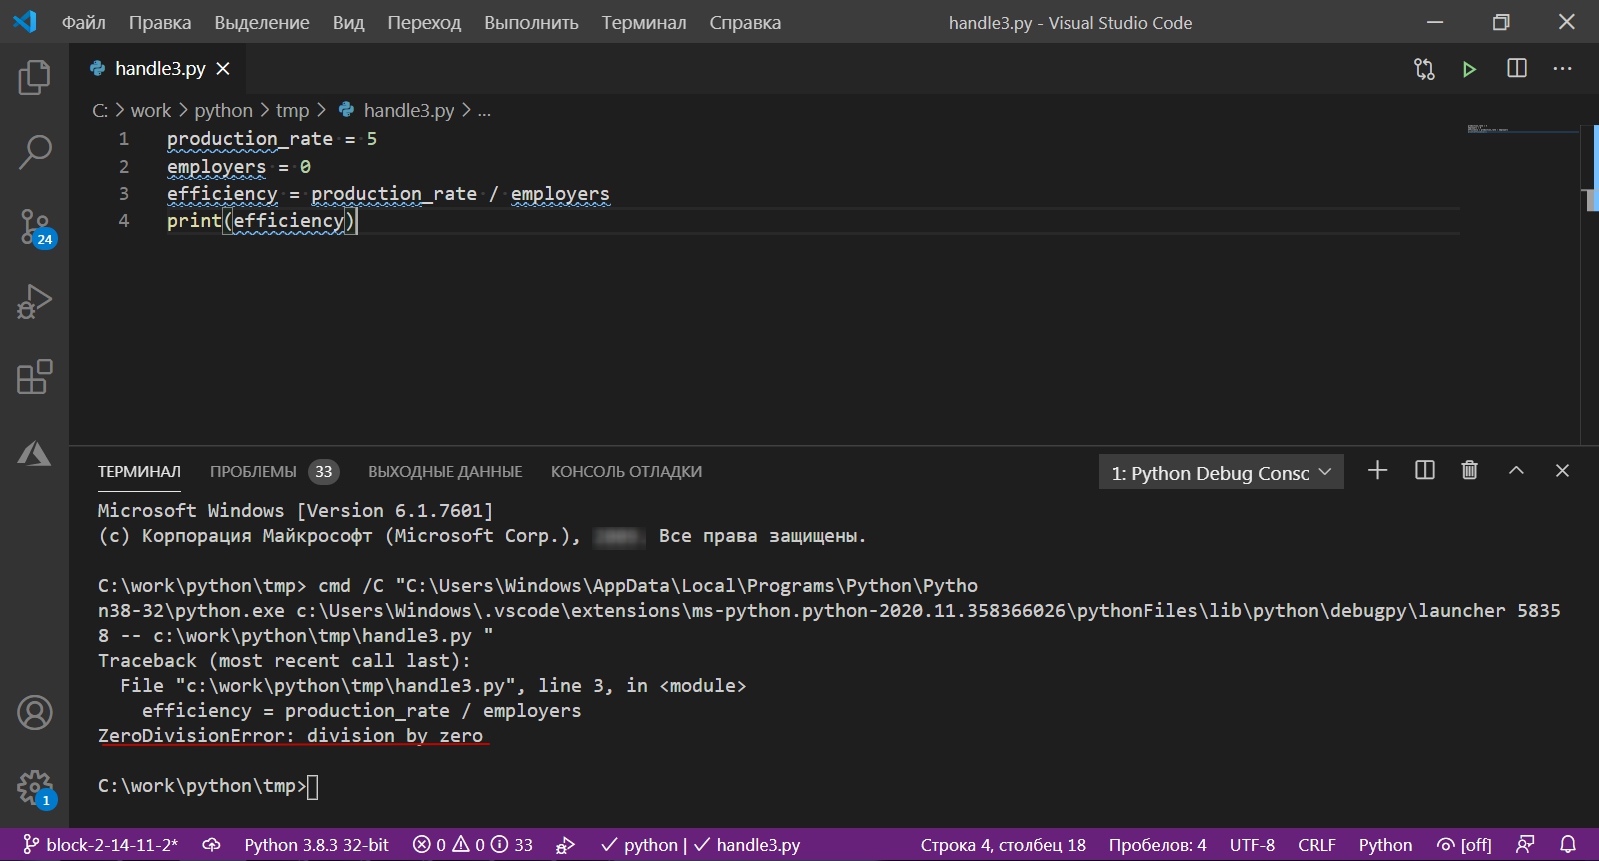 Файл Правка Выделение Вид Переход Выполнить Терминал Справка handle3.py - Visual Studio Code
handle3.py
C: > work > python > tmp > handle3.py > ...
1 production_rate = 5
2 employers = 0
3 efficiency = production_rate / employers
4 print(efficiency)
24
ТЕРМИНАЛ ПРОБЛЕМЫ 33 ВЫХОДНЫЕ ДАННЫЕ КОНСОЛЬ ОТЛАДКИ 1: Python Debug Consc
Microsoft Windows [Version 6.1.7601]
(c) Корпорация Майкрософт (Microsoft Corp.), Все права защищены.
C:\work\python\tmp> cmd /C "C:\Users\Windows\AppData\Local\Programs\Python\Pytho
n38-32\python.exe c:\Users\Windows\.vscode\extensions\ms-python.python-2020.11.358366026\pythonFiles\lib\python\debugpy\launcher 5835
8 -- c:\work\python\tmp\handle3.py "
Traceback (most recent call last):
File "c:\work\python\tmp\handle3.py", line 3, in <module>
efficiency = production_rate / employers
ZeroDivisionError: division by zero
C:\work\python\tmp>
1
block-2-14-11-2* Python 3.8.3 32-bit 0 0 33 python | handle3.py Строка 4, столбец 18 Пробелов: 4 UTF-8 CRLF Python [off]